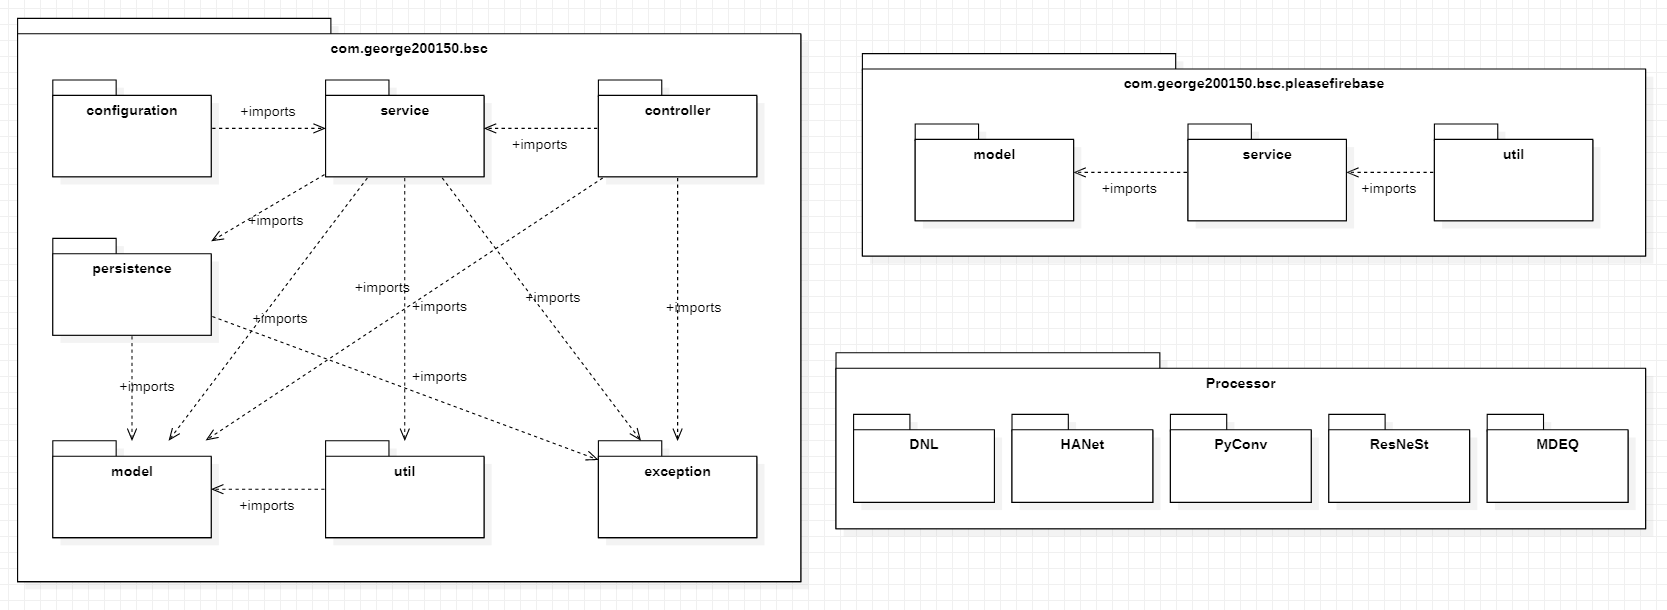 com.george200150.bsc
configuration
+imports
service
+imports
controller
+imports
persistence
+imports
+imports
+imports
+imports
+imports
+imports
+imports
+imports
model
+imports
util
exception
com.george200150.bsc.pleasefirebase
model
+imports
service
+imports
util
Processor
DNL
HANet
PyConv
ResNeSt
MDEQ